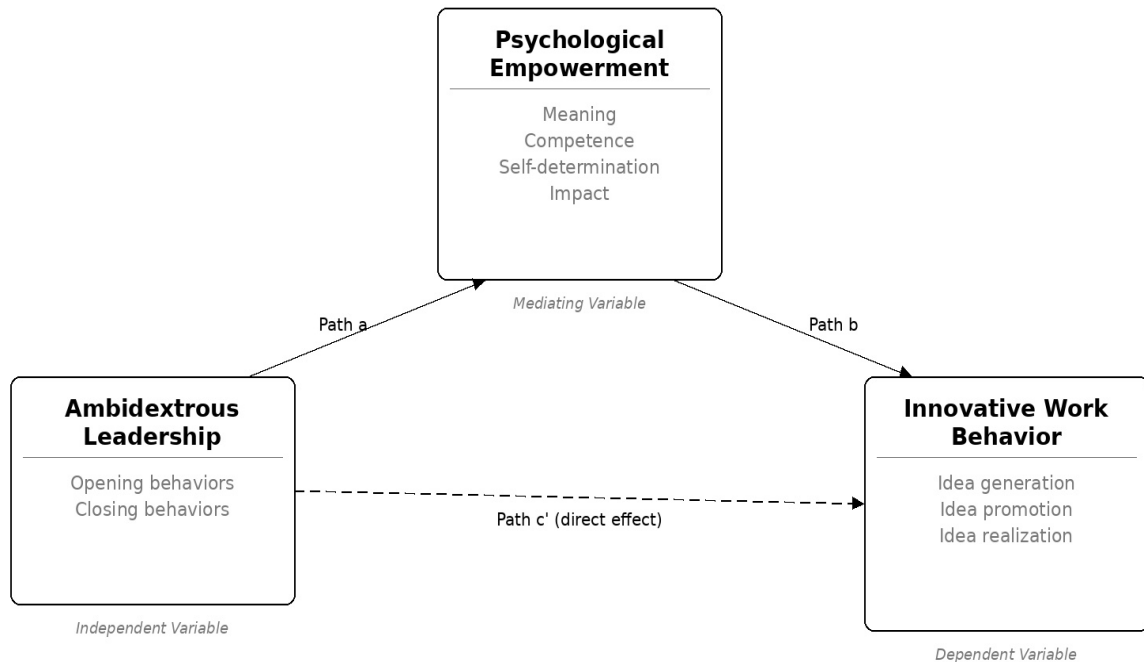 Psychological
Empowerment
Meaning
Competence
Self-determination
Impact
Mediating Variable
Path a
Path b
Ambidextrous
Leadership
Opening behaviors
Closing behaviors
Independent Variable
Path c' (direct effect)
Innovative Work
Behavior
Idea generation
Idea promotion
Idea realization
Dependent Variable